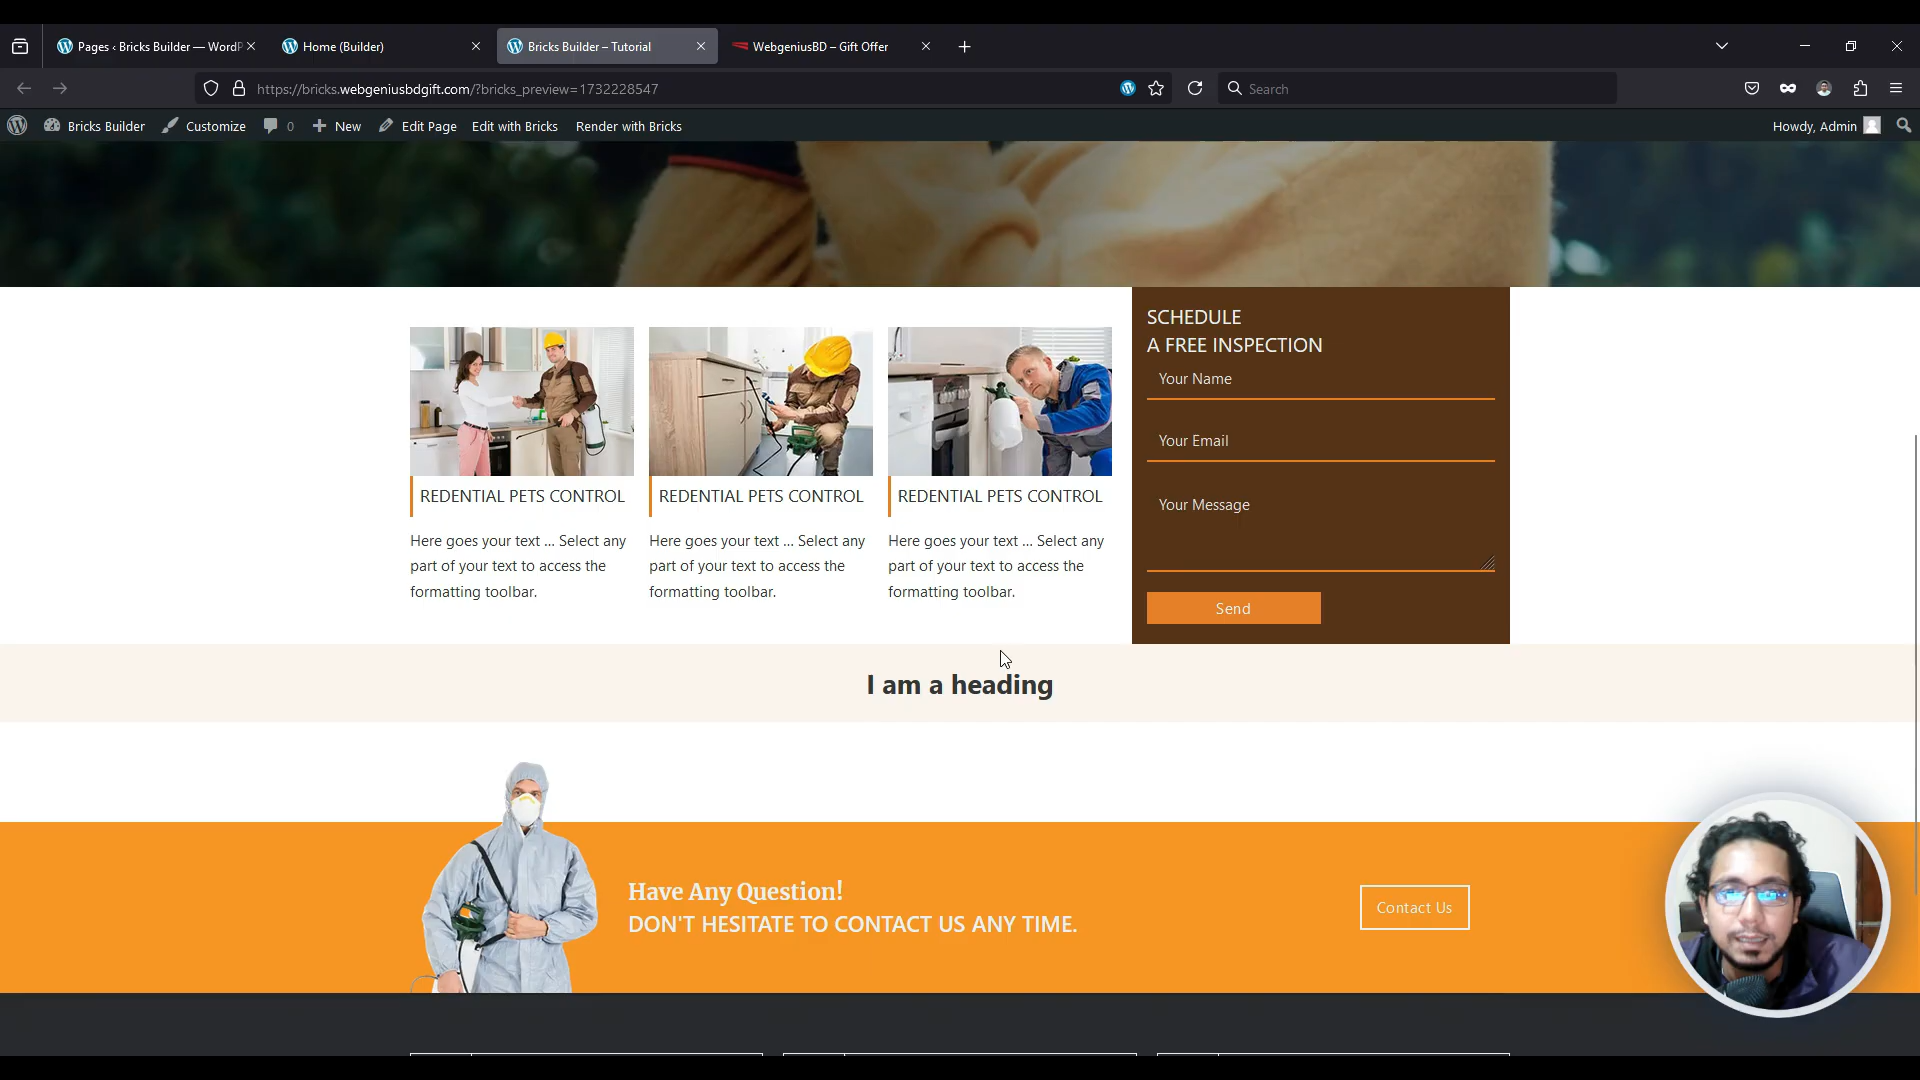 Pages ‹ Bricks Builder — WordP
Home (Builder)
Bricks Builder – Tutorial
WebgeniusBD – Gift Offer
https://bricks.webgeniusbdgift.com/?bricks_preview=1732228547
Search
Bricks Builder
Customize
0
New
Edit Page
Edit with Bricks
Render with Bricks
Howdy, Admin
REDENTIAL PETS CONTROL
Here goes your text ... Select any
part of your text to access the
formatting toolbar.
REDENTIAL PETS CONTROL
Here goes your text ... Select any
part of your text to access the
formatting toolbar.
REDENTIAL PETS CONTROL
Here goes your text ... Select any
part of your text to access the
formatting toolbar.
SCHEDULE
A FREE INSPECTION
Your Name
Your Email
Your Message
Send
I am a heading
Have Any Question!
DON'T HESITATE TO CONTACT US ANY TIME.
Contact Us